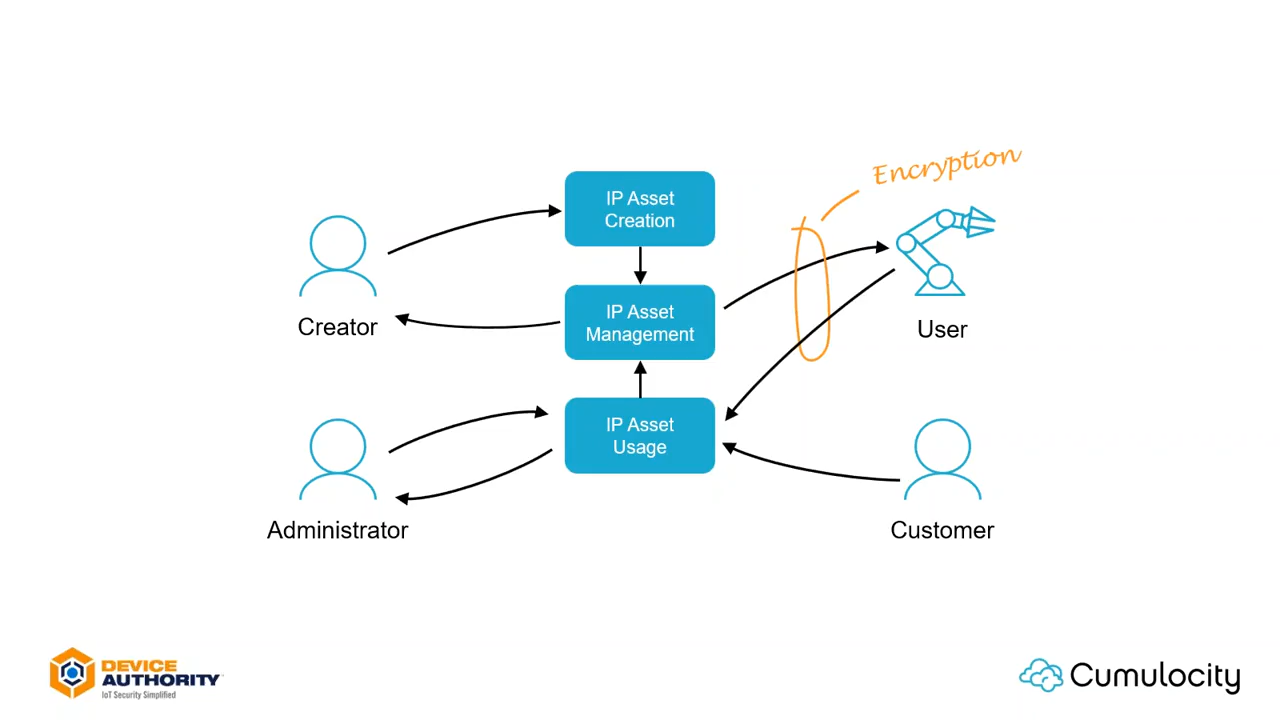 Encryption
IP Asset
Creation
IP Asset
Management
Creator
User
IP Asset
Usage
Administrator
Customer
DEVICE
AUTHORITY
IoT Security Simplified
Cumulocity